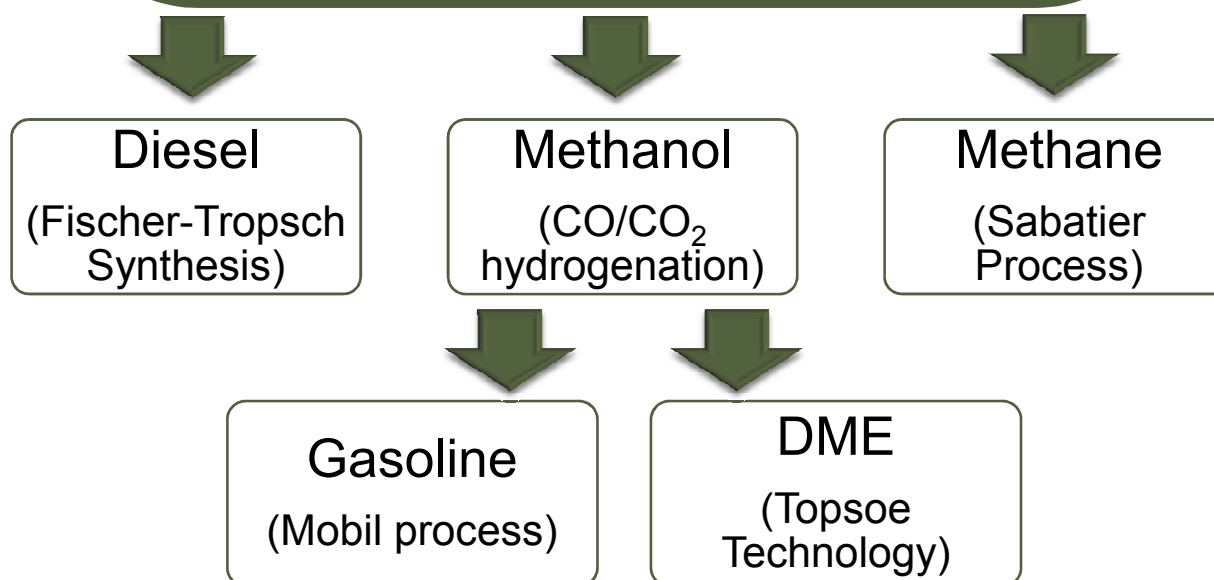 Diesel
(Fischer-Tropsch
Synthesis)
Methanol
(CO/CO₂
hydrogenation)
Methane
(Sabatier
Process)
Gasoline
(Mobil process)
DME
(Topsoe
Technology)